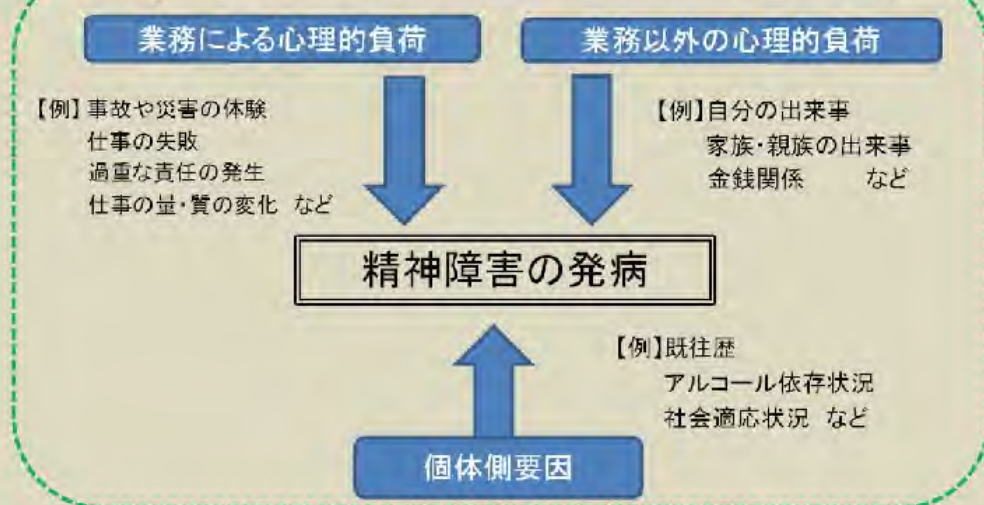 業務による心理的負荷
業務以外の心理的負荷
【例】事故や災害の体験
仕事の失敗
過重な責任の発生
仕事の量・質の変化 など
【例】自分の出来事
家族・親族の出来事
金銭関係 など
精神障害の発病
【例】既往歴
アルコール依存状況
社会適応状況 など
個体側要因